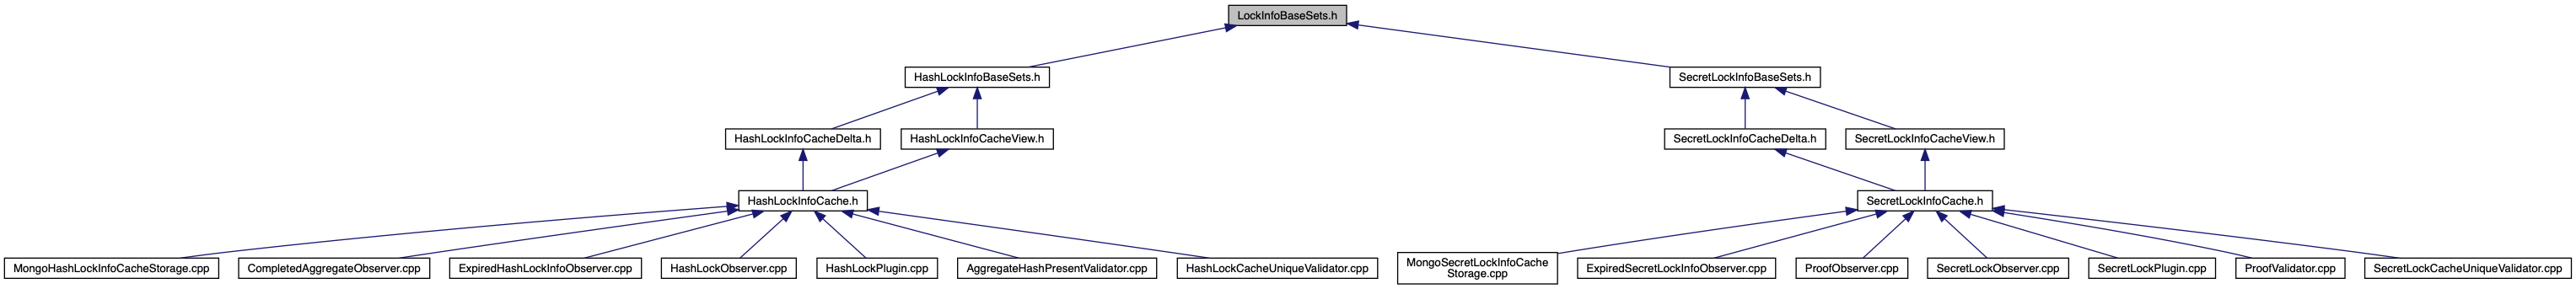 LockInfoBaseSets.h
HashLockInfoBaseSets.h
SecretLockInfoBaseSets.h
HashLockInfoCacheDelta.h
HashLockInfoCacheView.h
SecretLockInfoCacheDelta.h
SecretLockInfoCacheView.h
HashLockInfoCache.h
SecretLockInfoCache.h
MongoHashLockInfoCacheStorage.cpp
CompletedAggregateObserver.cpp
ExpiredHashLockInfoObserver.cpp
HashLockObserver.cpp
HashLockPlugin.cpp
AggregateHashPresentValidator.cpp
HashLockCacheUniqueValidator.cpp
MongoSecretLockInfoCache
Storage.cpp
ExpiredSecretLockInfoObserver.cpp
ProofObserver.cpp
SecretLockObserver.cpp
SecretLockPlugin.cpp
ProofValidator.cpp
SecretLockCacheUniqueValidator.cpp